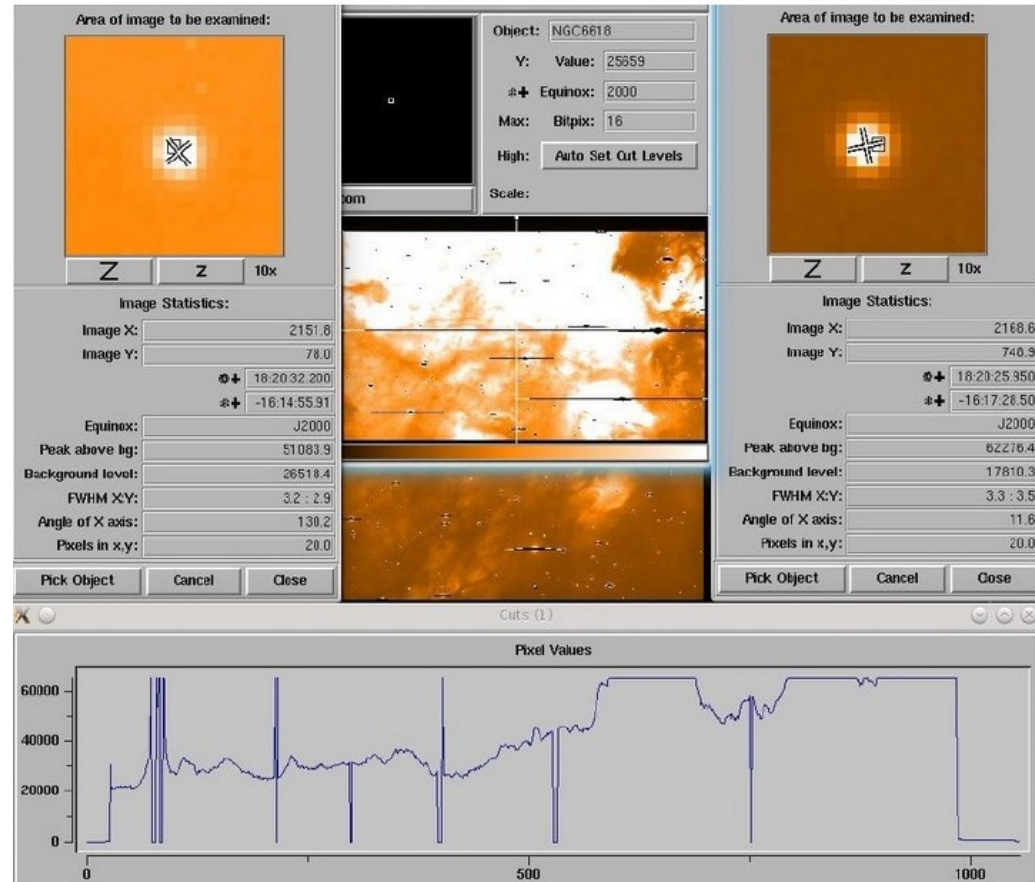 Area of image to be examined:
Z z 10x
Image Statistics:
Image X: 2151.8
Image Y: 78.0
18:20:32.200
-16:14:55.91
Equinox: J2000
Peak above bg: 51083.9
Background level: 26518.4
FWHM X:Y: 3.2 : 2.9
Angle of X axis: 130.2
Pixels in x,y: 20.0
Pick Object Cancel Close
Object: NGC6618
Y: Value: 25659
Equinox: 2000
Max: Bitpix: 16
High: Auto Set Cut Levels
Scale:
Area of image to be examined:
Z z 10x
Image Statistics:
Image X: 2168.6
Image Y: 740.9
18:20:25.950
-16:17:28.50
Equinox: J2000
Peak above bg: 62276.4
Background level: 17810.3
FWHM X:Y: 3.3 : 3.5
Angle of X axis: 11.6
Pixels in x,y: 20.0
Pick Object Cancel Close
Cuts (1)
Pixel Values
60000
40000
20000
0
0 500 1000